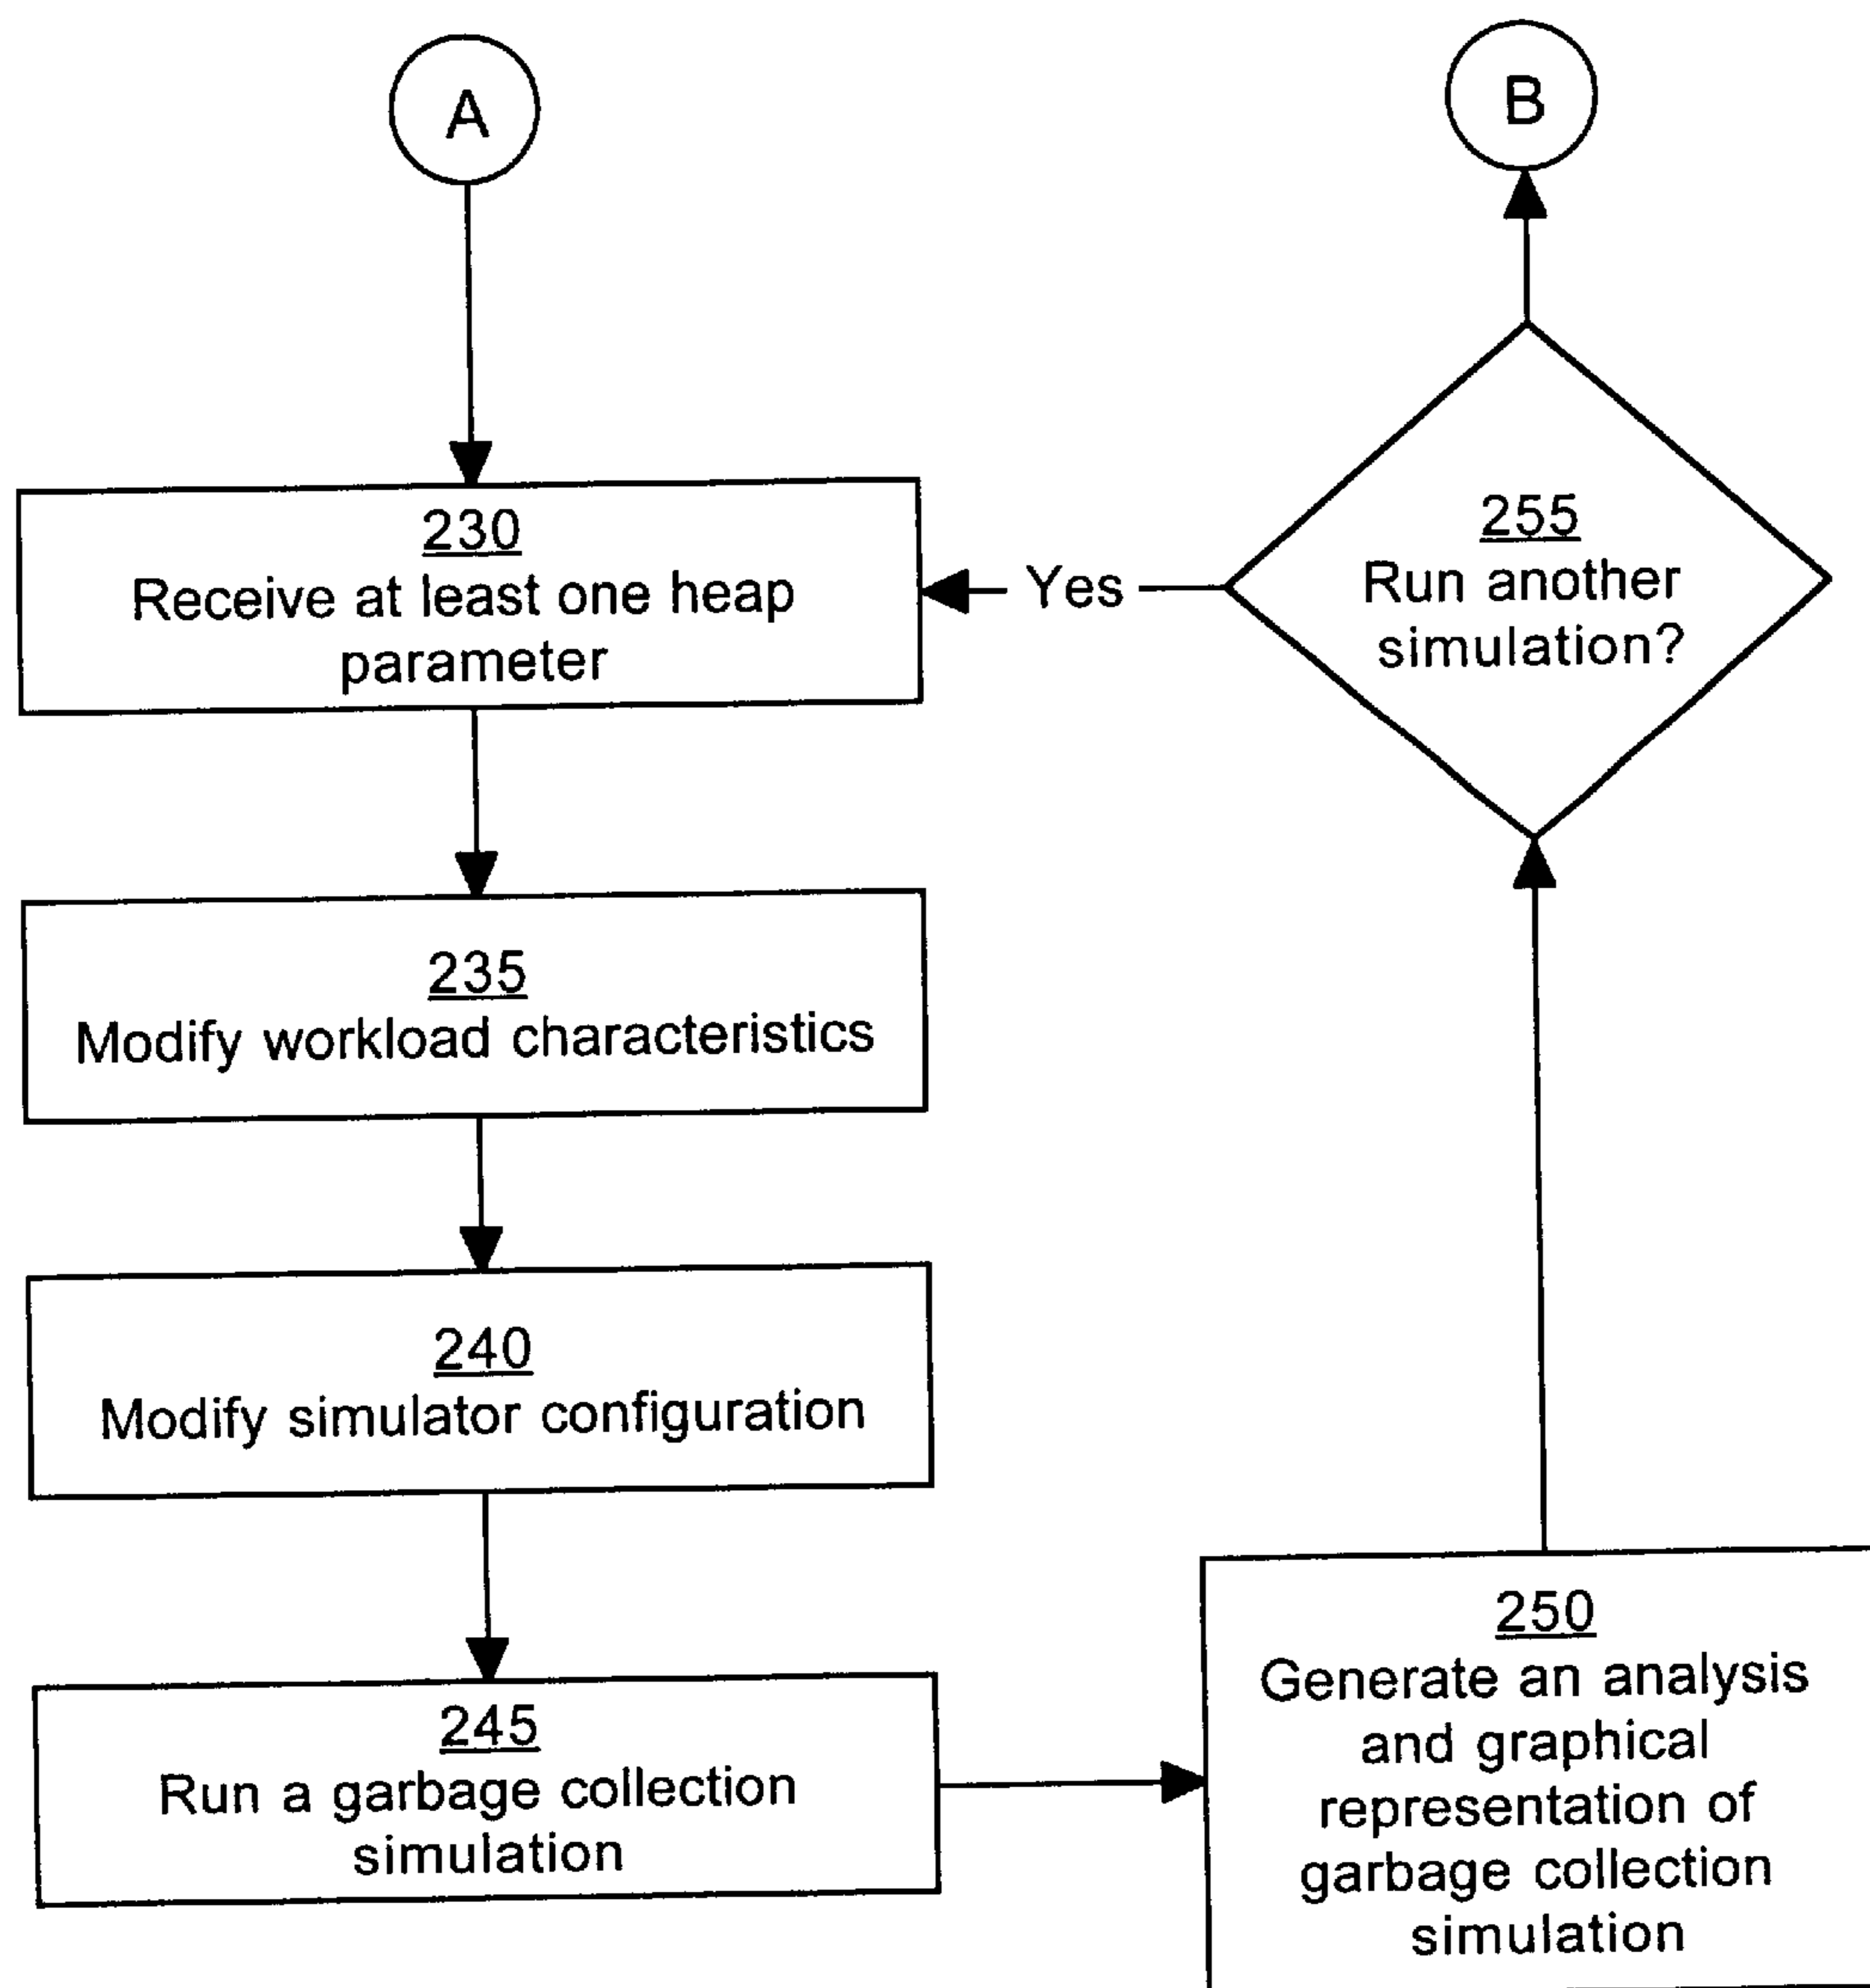 A
B
230
Receive at least one heap
parameter
Yes
255
Run another
simulation?
235
Modify workload characteristics
240
Modify simulator configuration
245
Run a garbage collection
simulation
250
Generate an analysis
and graphical
representation of
garbage collection
simulation